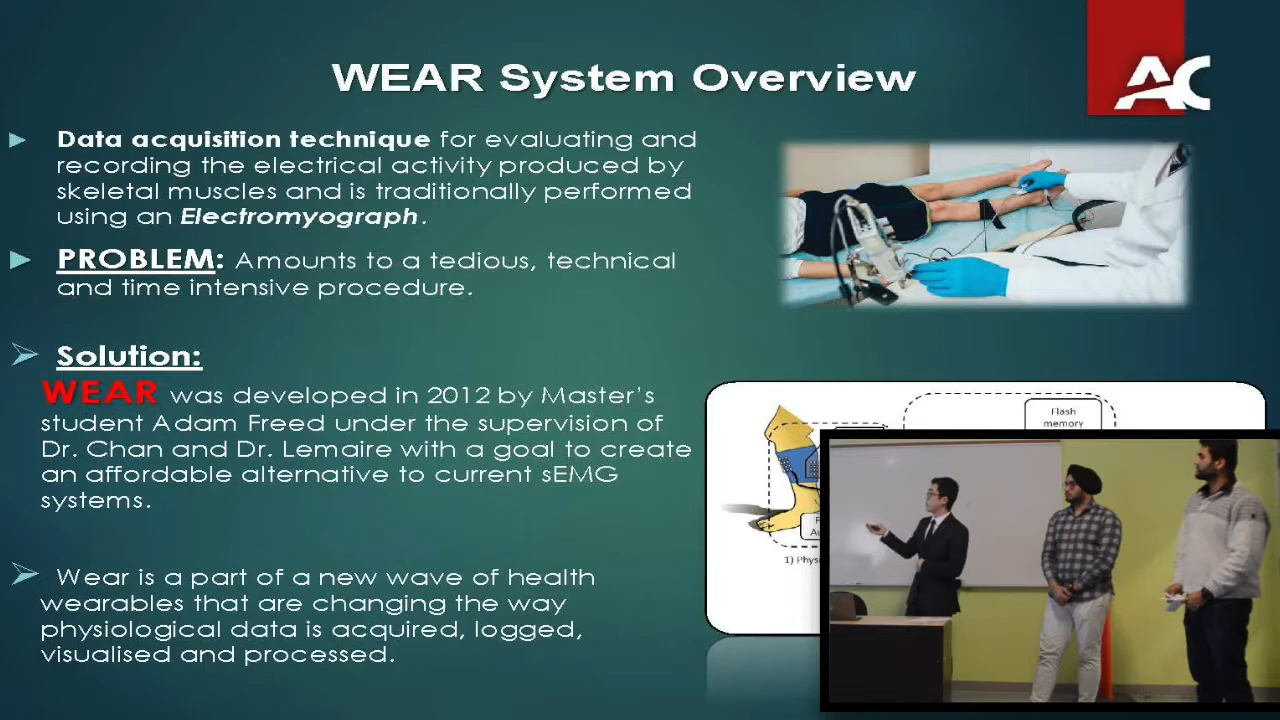 WEAR System Overview
AC
Data acquisition technique for evaluating and
recording the electrical activity produced by
skeletal muscles and is traditionally performed
using an Electromyograph.
PROBLEM: Amounts to a tedious, technical
and time intensive procedure.
Solution:
WEAR was developed in 2012 by Master's
student Adam Freed under the supervision of
Dr. Chan and Dr. Lemaire with a goal to create
an affordable alternative to current sEMG
systems.
Wear is a part of a new wave of health
wearables that are changing the way
physiological data is acquired, logged,
visualised and processed.
Flash
memory
1)